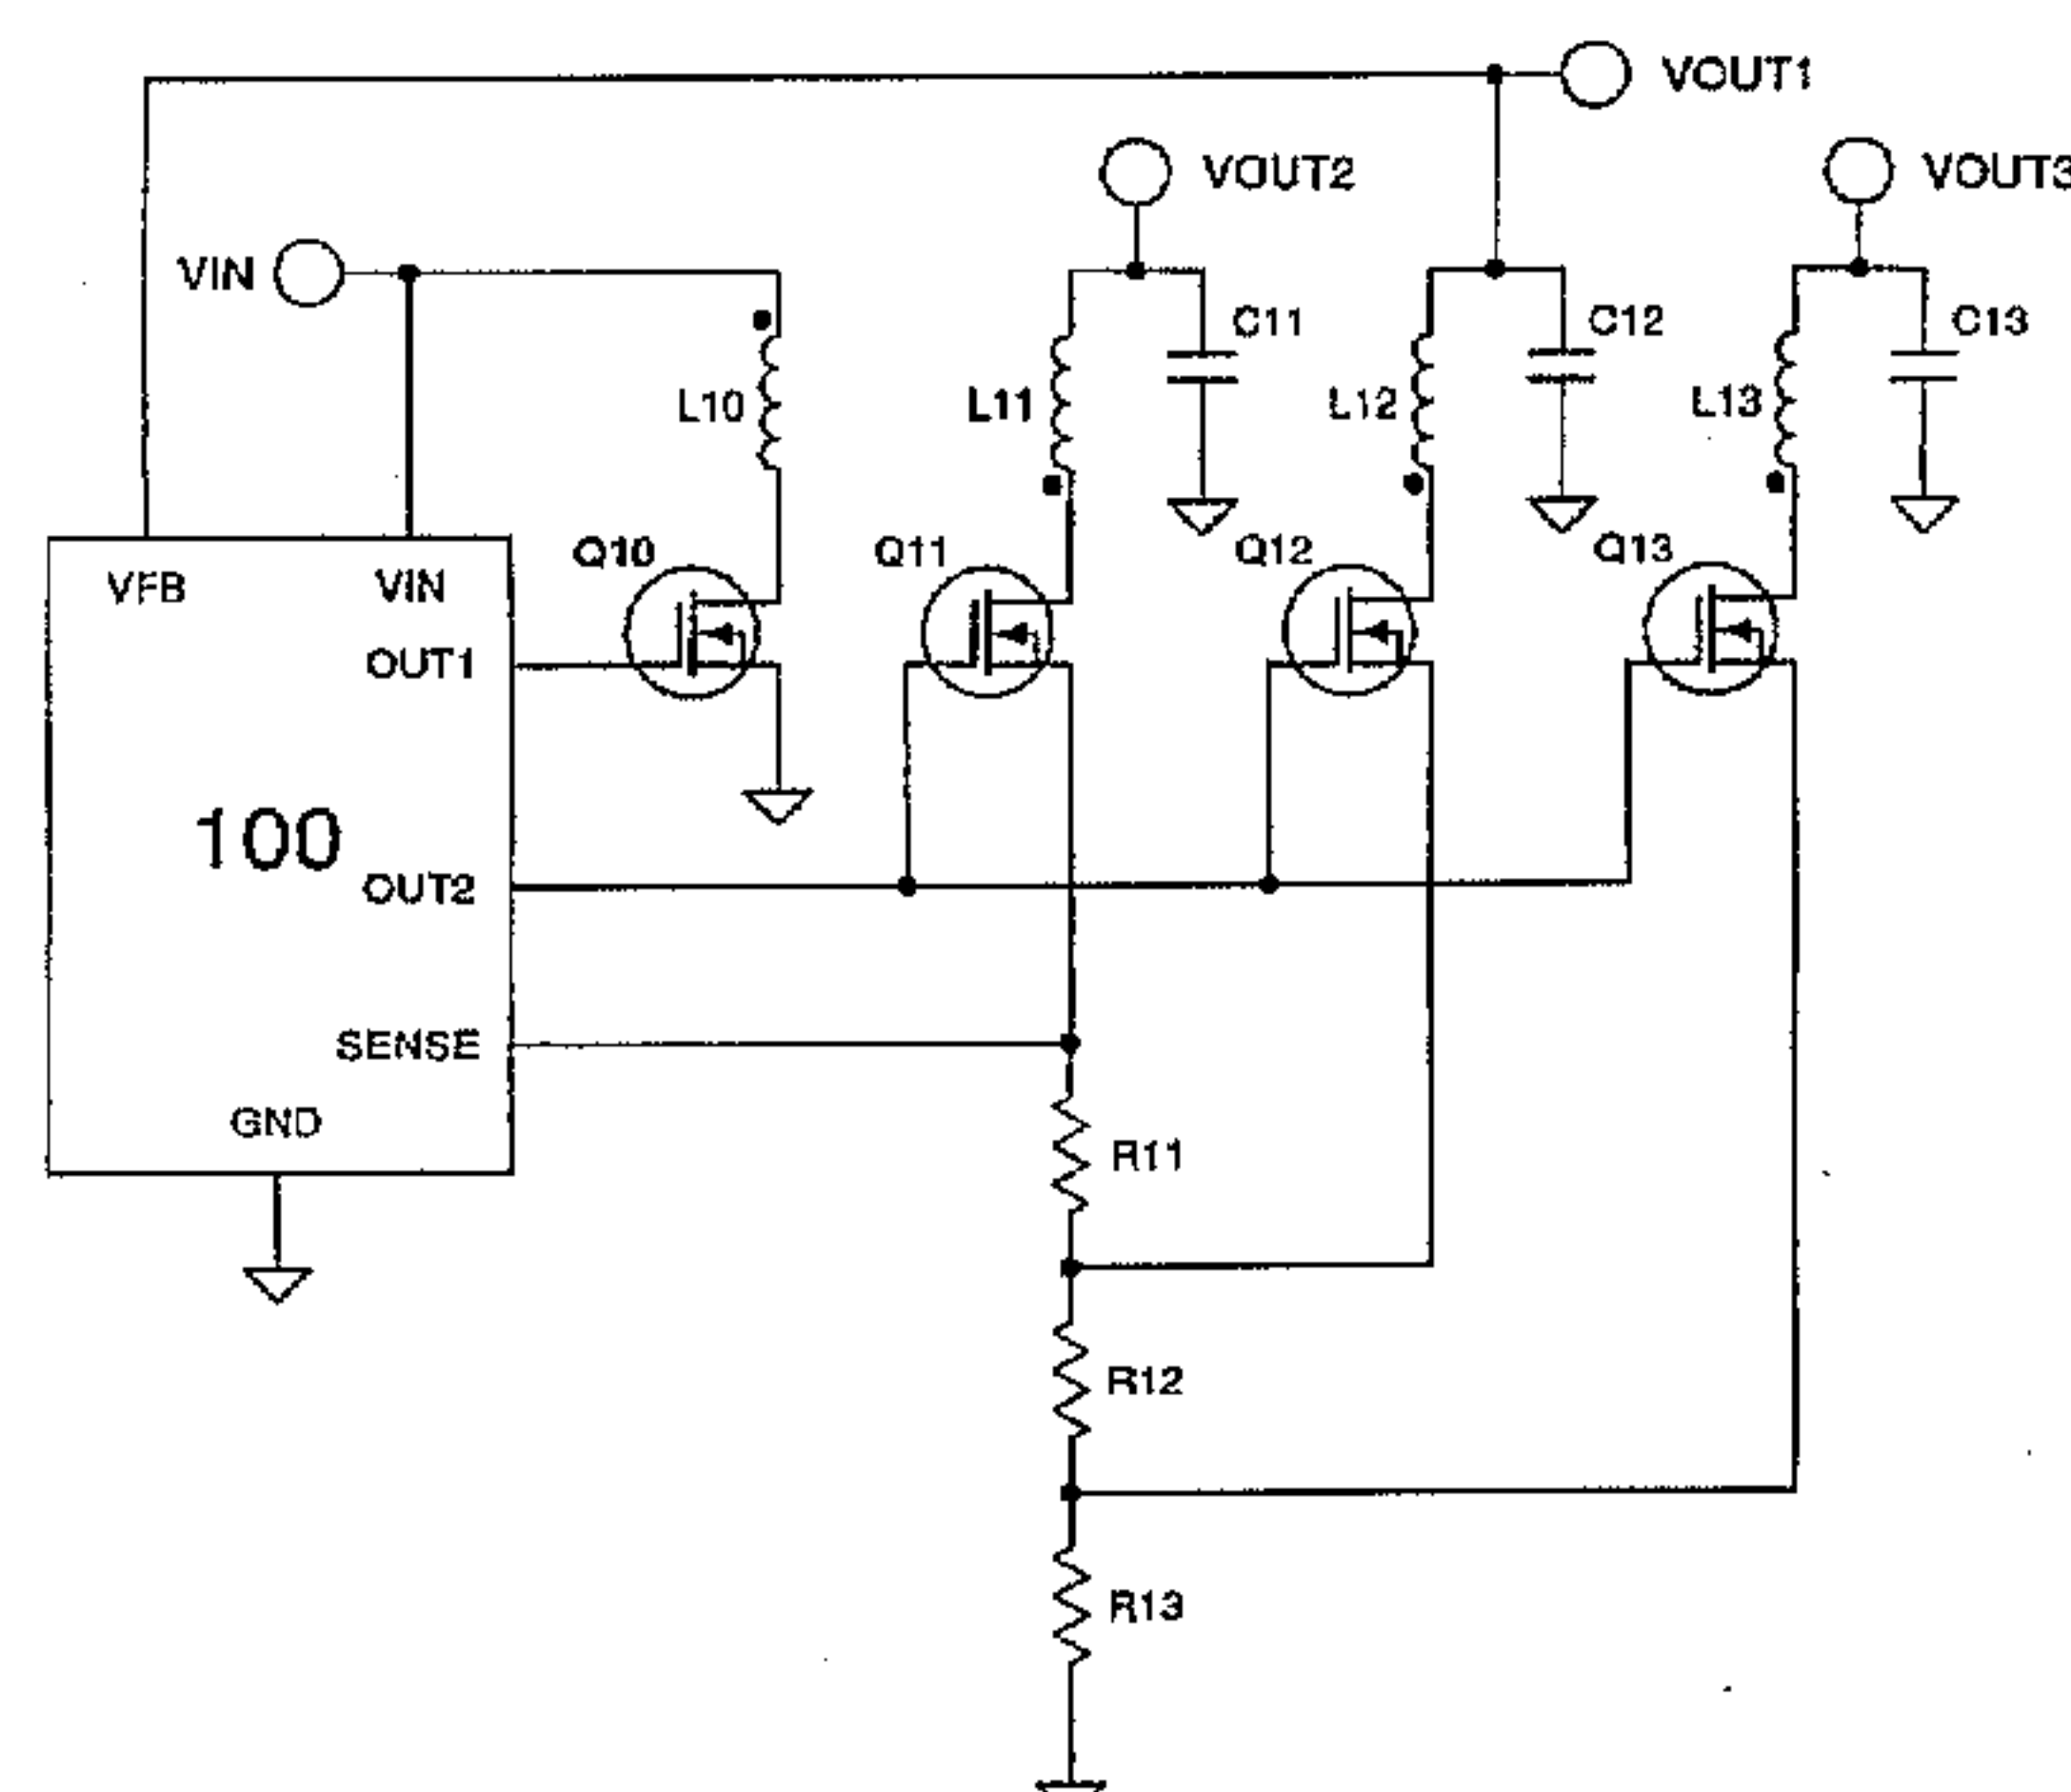 VOUT1
VOUT2
VOUT3
VIN
C11
C12
C13
L10
L11
L12
L13
Q10
Q11
Q12
Q13
VFB
VIN
OUT1
100
OUT2
SENSE
GND
R11
R12
R13